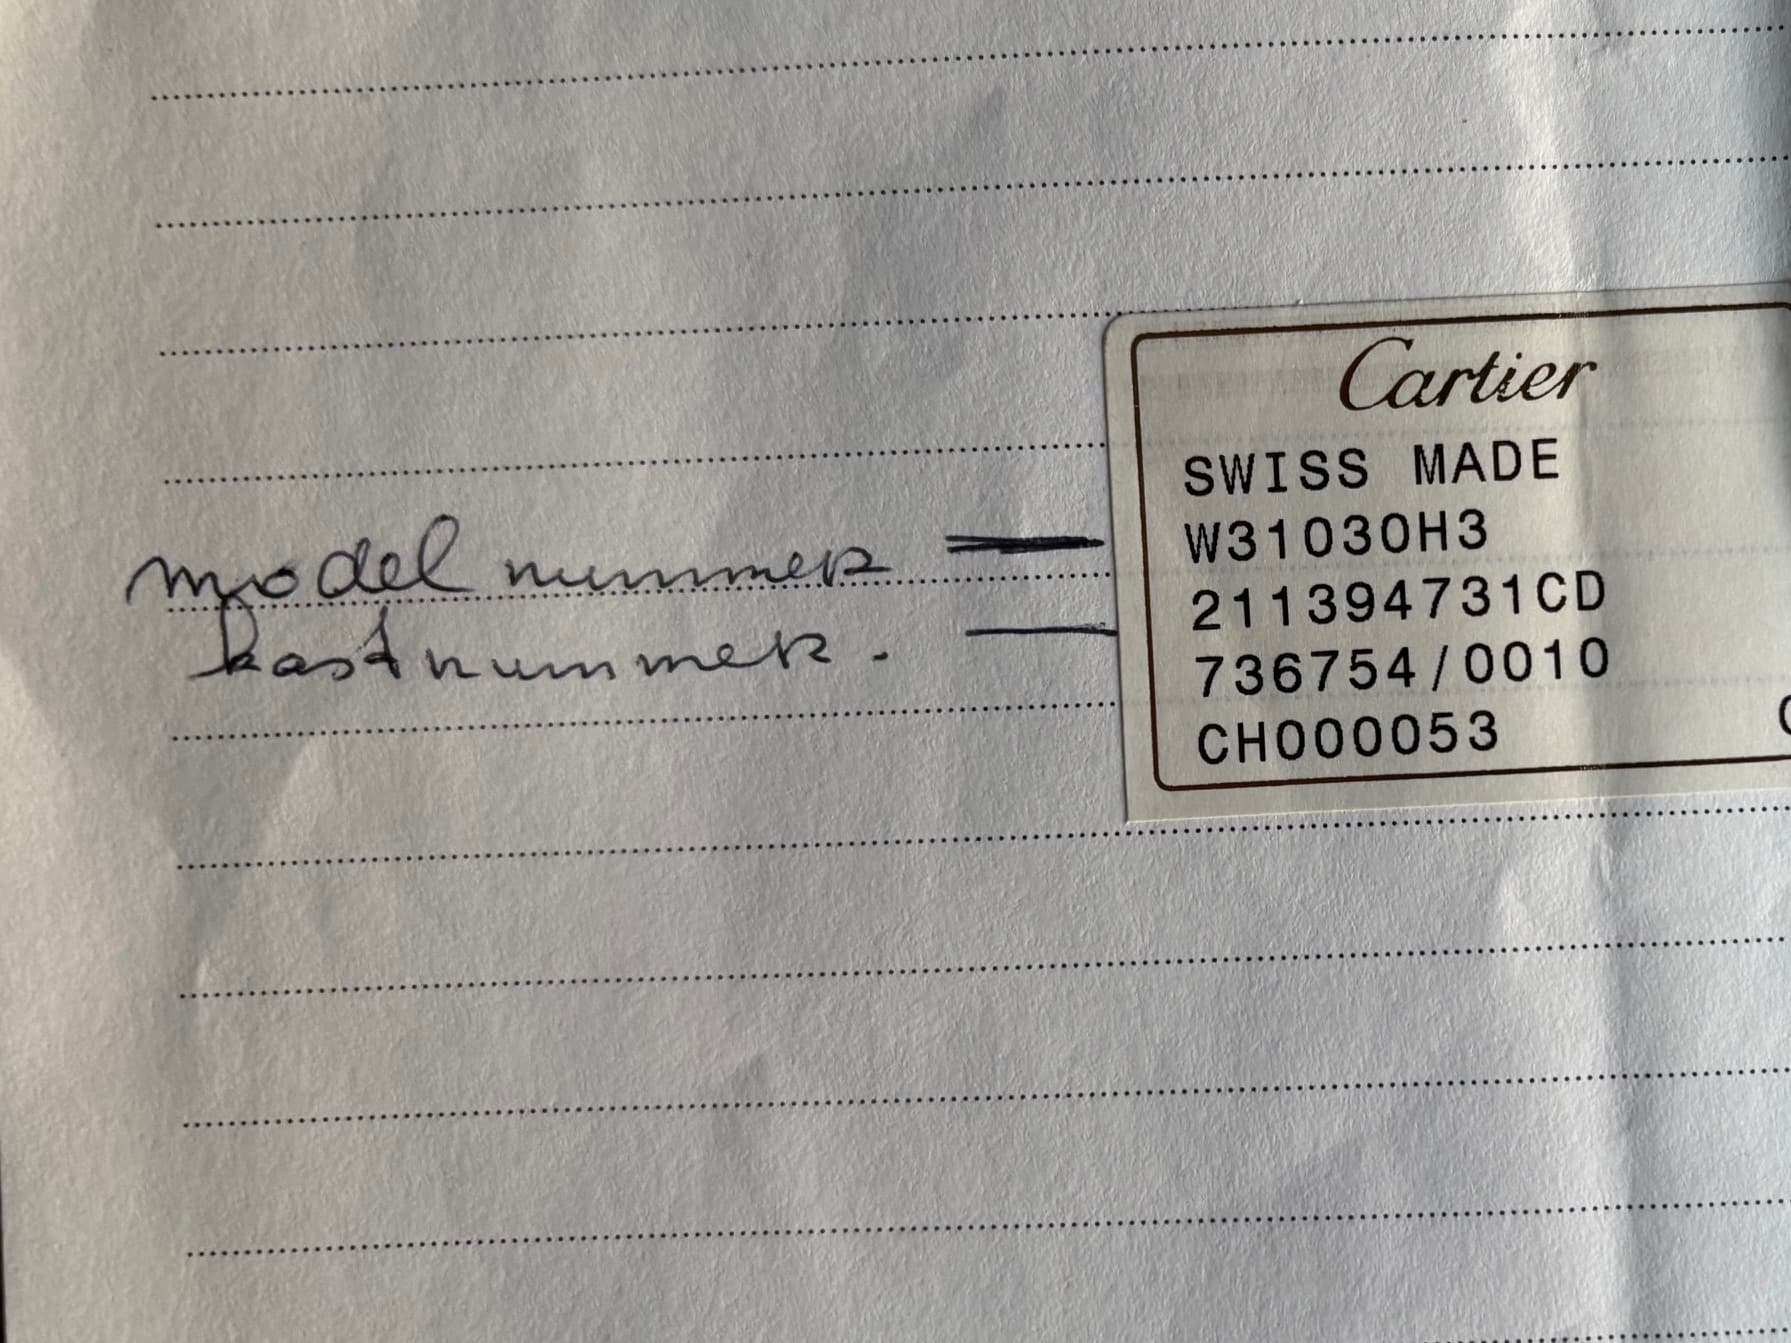 Cartier
SWISS MADE
model nummer W31030H3
kastnummer. 211394731CD
736754/0010
CH000053